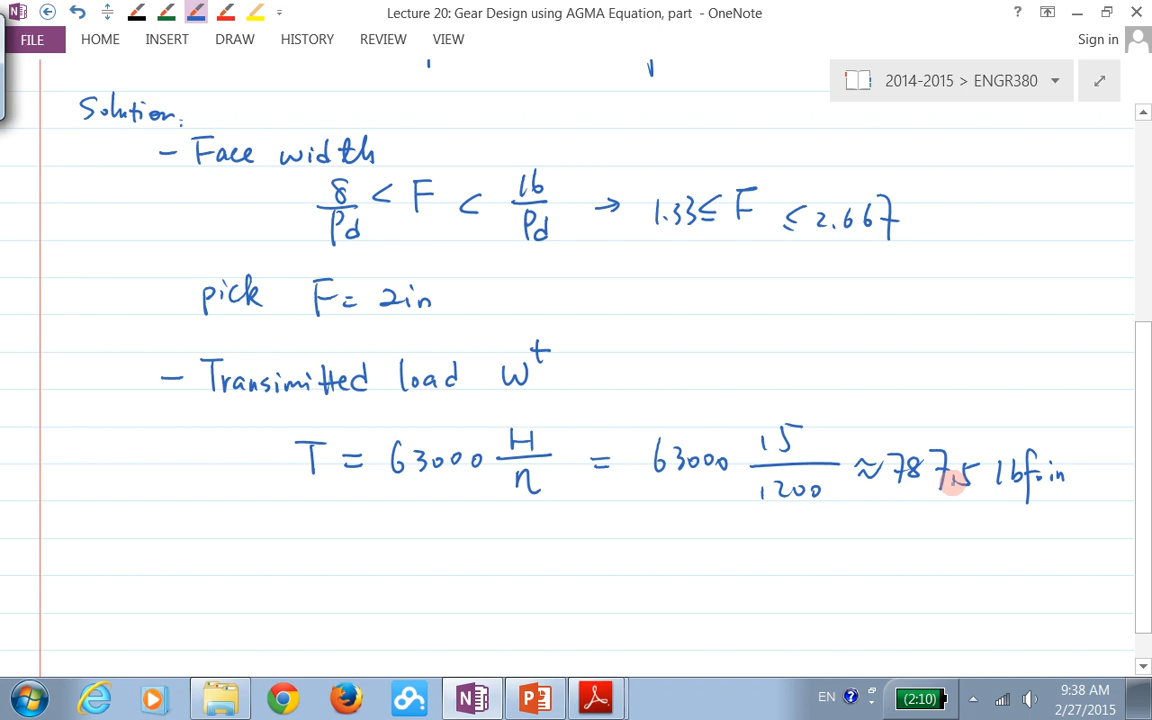 Lecture 20: Gear Design using AGMA Equation, part - OneNote
FILE HOME INSERT DRAW HISTORY REVIEW VIEW Sign in
2014-2015 > ENGR380
Solution:
- Face width
8/Pd < F < 16/Pd → 1.33 ≤ F ≤ 2.667
pick F = 2in
- Transimitted load W^t
T = 63000 H/n = 63000 15/1200 ≈ 787.5 lbf.in
EN (2:10) 9:38 AM
2/27/2015